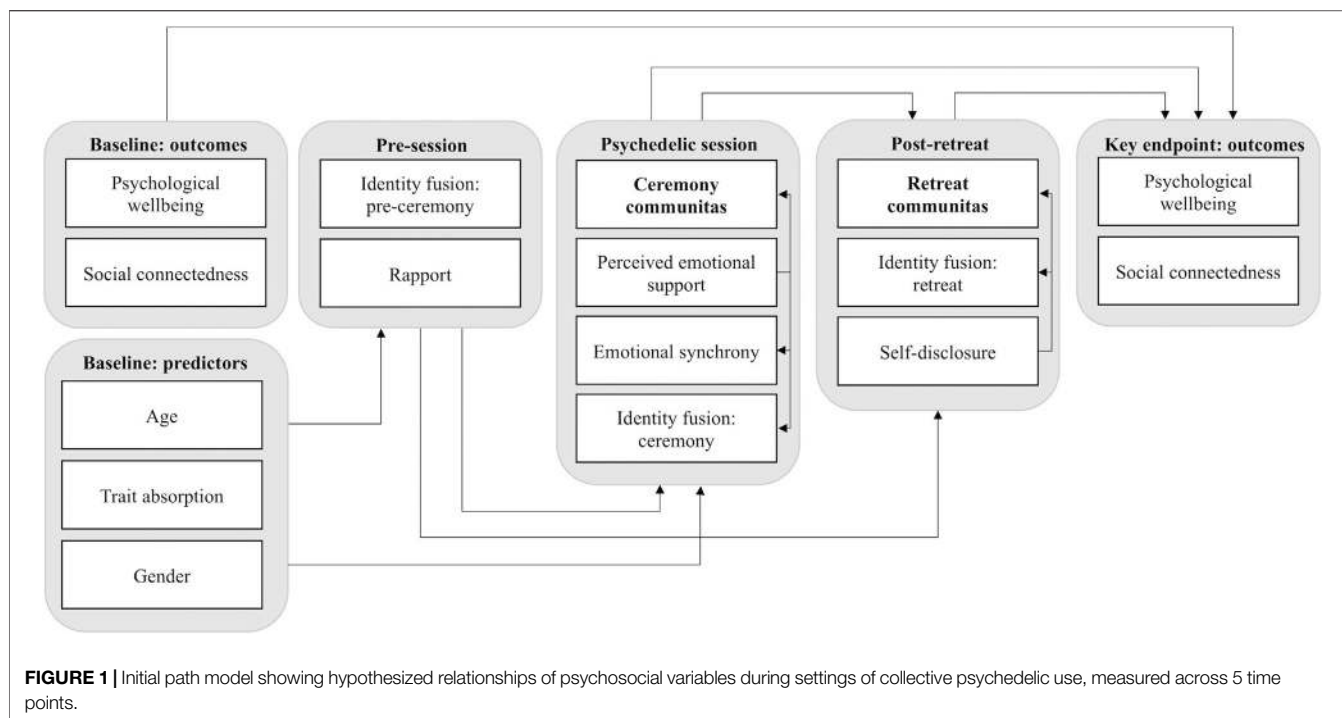 Baseline: outcomes
Psychological
wellbeing
Social connectedness
Baseline: predictors
Age
Trait absorption
Gender
Pre-session
Identity fusion:
pre-ceremony
Rapport
Psychedelic session
Ceremony
communitas
Perceived emotional
support
Emotional synchrony
Identity fusion:
ceremony
Post-retreat
Retreat
communitas
Identity fusion:
retreat
Self-disclosure
Key endpoint: outcomes
Psychological
wellbeing
Social connectedness
FIGURE 1 | Initial path model showing hypothesized relationships of psychosocial variables during settings of collective psychedelic use, measured across 5 time
points.